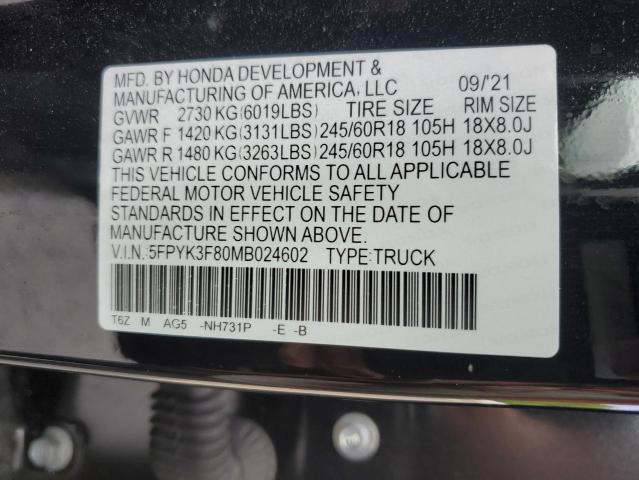 MFD. BY HONDA DEVELOPMENT &
MANUFACTURING OF AMERICA, LLC 09/'21
GVWR 2730 KG(6019LBS) TIRE SIZE RIM SIZE
GAWR F 1420 KG(3131LBS) 245/60R18 105H 18X8.0J
GAWR R 1480 KG(3263LBS) 245/60R18 105H 18X8.0J
THIS VEHICLE CONFORMS TO ALL APPLICABLE
FEDERAL MOTOR VEHICLE SAFETY
STANDARDS IN EFFECT ON THE DATE OF
MANUFACTURE SHOWN ABOVE.
V.I.N.:5FPYK3F80MB024602 TYPE:TRUCK
T6Z M AG5 -NH731P -E -B